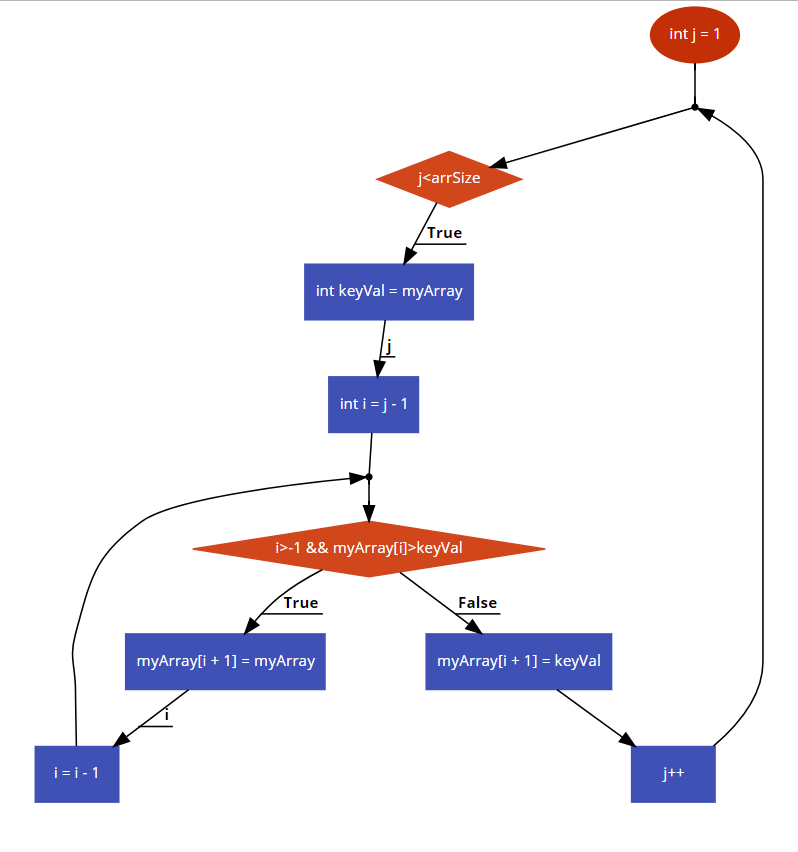 int j = 1
j<arrSize
True
int keyVal = myArray
j
int i = j - 1
i>-1 && myArray[i]>keyVal
True
False
myArray[i + 1] = myArray
myArray[i + 1] = keyVal
i
i = i - 1
j++